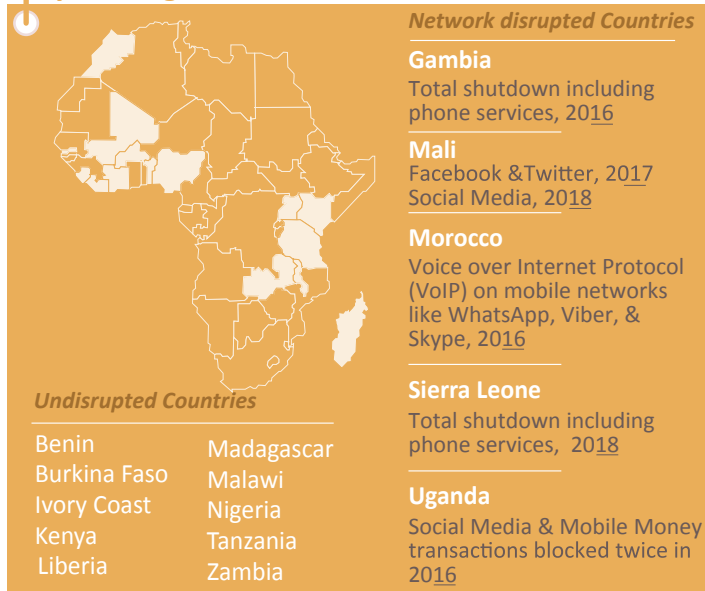 Network disrupted Countries
Gambia
Total shutdown including
phone services, 2016
Mali
Facebook &Twitter, 2017
Social Media, 2018
Morocco
Voice over Internet Protocol
(VoIP) on mobile networks
like WhatsApp, Viber, &
Skype, 2016
Sierra Leone
Total shutdown including
phone services, 2018
Uganda
Social Media & Mobile Money
transactions blocked twice in
2016
Undisrupted Countries
Benin
Burkina Faso
Ivory Coast
Kenya
Liberia
Madagascar
Malawi
Nigeria
Tanzania
Zambia